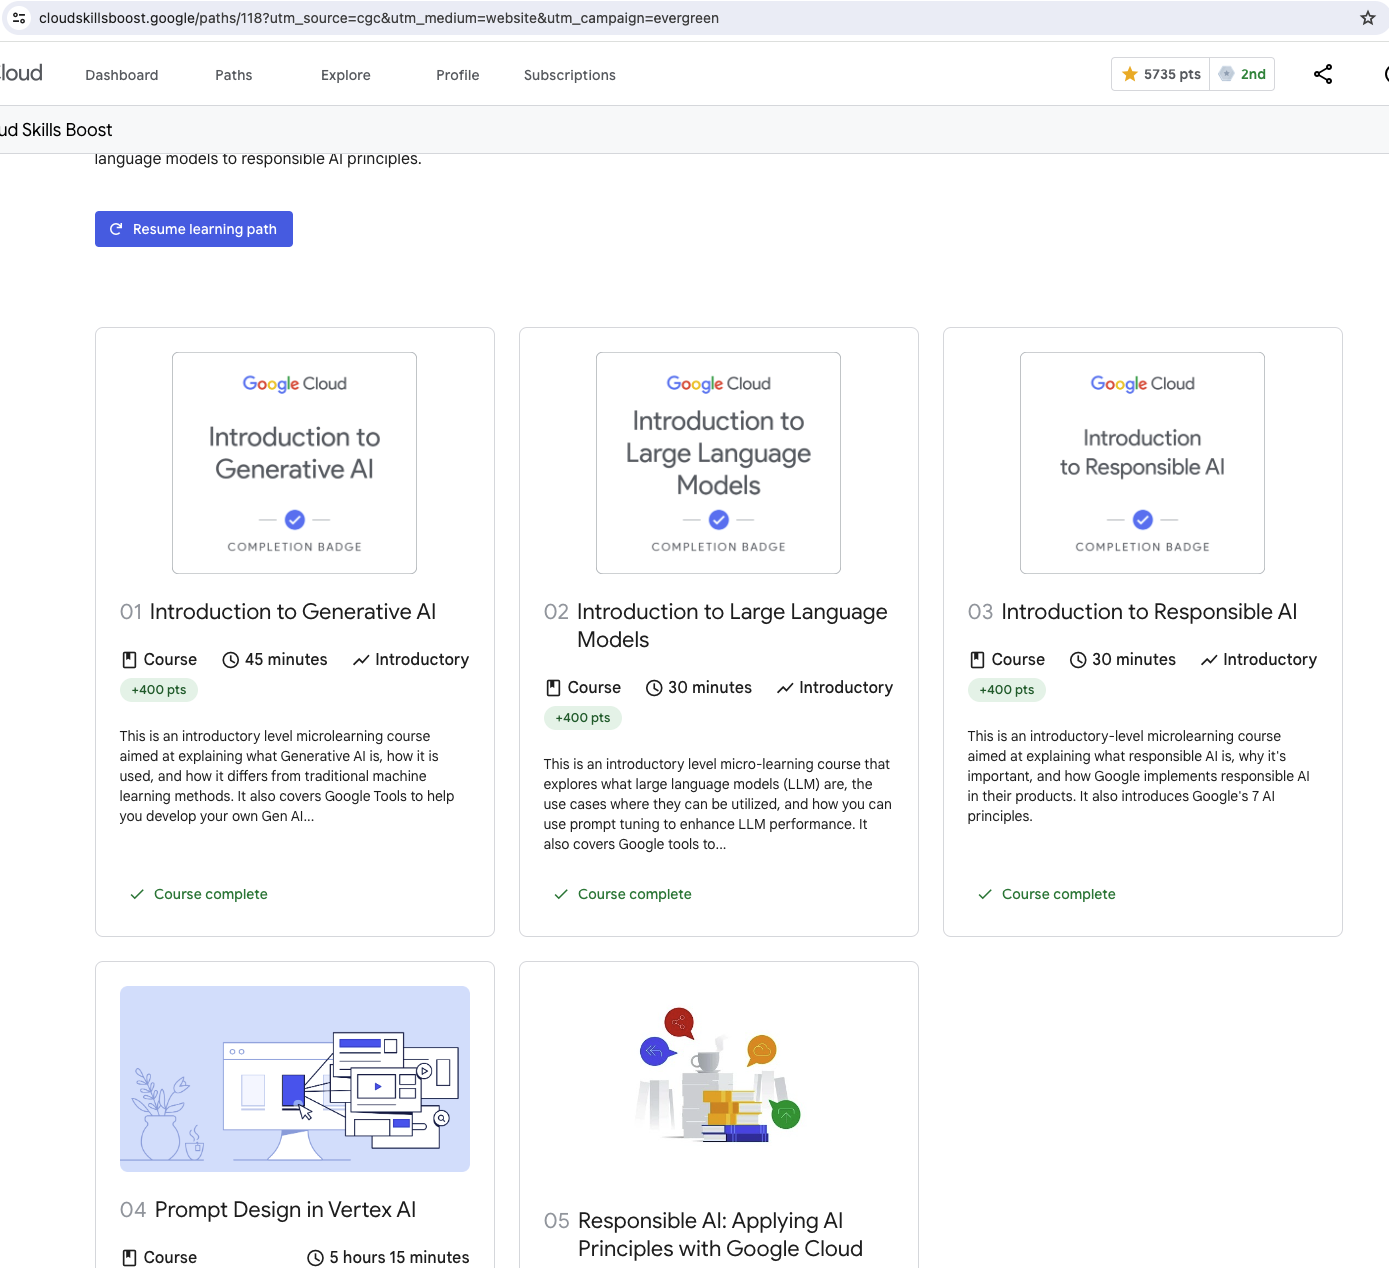 cloudskillsboost.google/paths/118?utm_source=cgc&utm_medium=website&utm_campaign=evergreen
loud
Dashboard
Paths
Explore
Profile
Subscriptions
5735 pts
2nd
ud Skills Boost
language models to responsible AI principles.
Resume learning path
Google Cloud
Introduction to
Generative AI
COMPLETION BADGE
01 Introduction to Generative AI
Course
45 minutes
Introductory
+400 pts
This is an introductory level microlearning course
aimed at explaining what Generative AI is, how it is
used, and how it differs from traditional machine
learning methods. It also covers Google Tools to help
you develop your own Gen AI...
Course complete
Google Cloud
Introduction to
Large Language
Models
COMPLETION BADGE
02 Introduction to Large Language
Models
Course
30 minutes
Introductory
+400 pts
This is an introductory level micro-learning course that
explores what large language models (LLM) are, the
use cases where they can be utilized, and how you can
use prompt tuning to enhance LLM performance. It
also covers Google tools to...
Course complete
Google Cloud
Introduction
to Responsible AI
COMPLETION BADGE
03 Introduction to Responsible AI
Course
30 minutes
Introductory
+400 pts
This is an introductory-level microlearning course
aimed at explaining what responsible AI is, why it's
important, and how Google implements responsible AI
in their products. It also introduces Google's 7 AI
principles.
Course complete
04 Prompt Design in Vertex AI
Course
5 hours 15 minutes
05 Responsible AI: Applying AI
Principles with Google Cloud